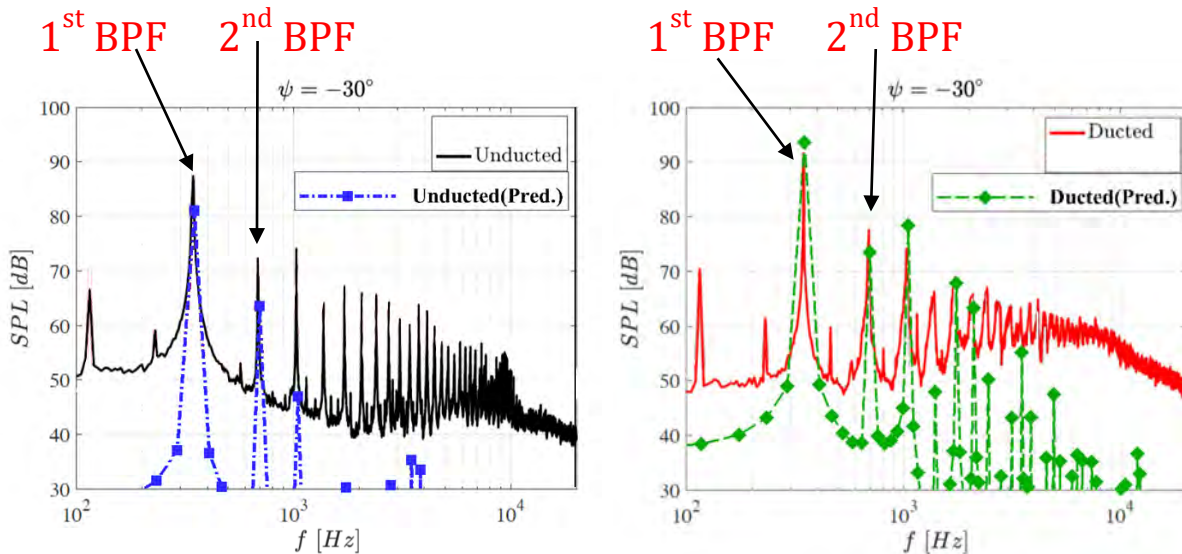 1st BPF
2nd BPF
ψ = −30°
Unducted
Unducted(Pred.)
100
90
80
70
60
50
40
30
SPL [dB]
10²
10³
10⁴
f [Hz]
1st BPF
2nd BPF
ψ = −30°
Ducted
Ducted(Pred.)
100
90
80
70
60
50
40
30
SPL [dB]
10²
10³
10⁴
f [Hz]